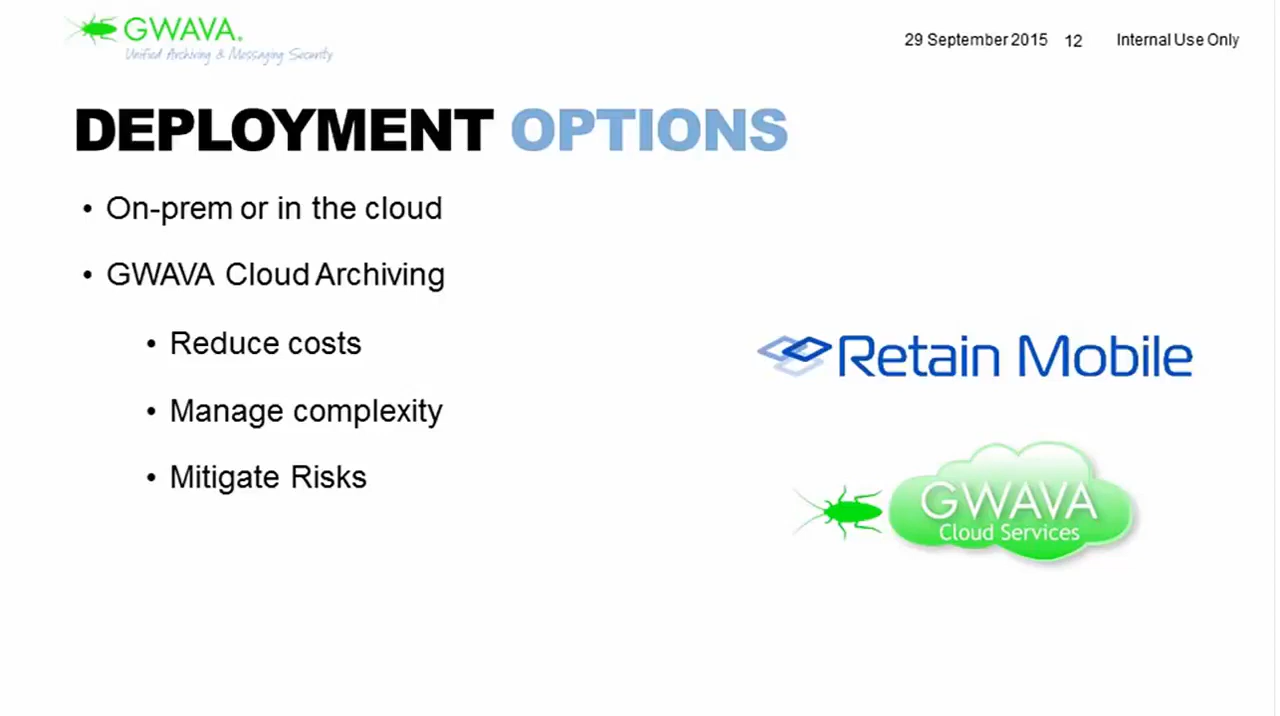 GWAVA.
Unified Archiving & Messaging Security
29 September 2015 12 Internal Use Only
DEPLOYMENT OPTIONS
• On-prem or in the cloud
• GWAVA Cloud Archiving
• Reduce costs
• Manage complexity
• Mitigate Risks
Retain Mobile
GWAVA
Cloud Services